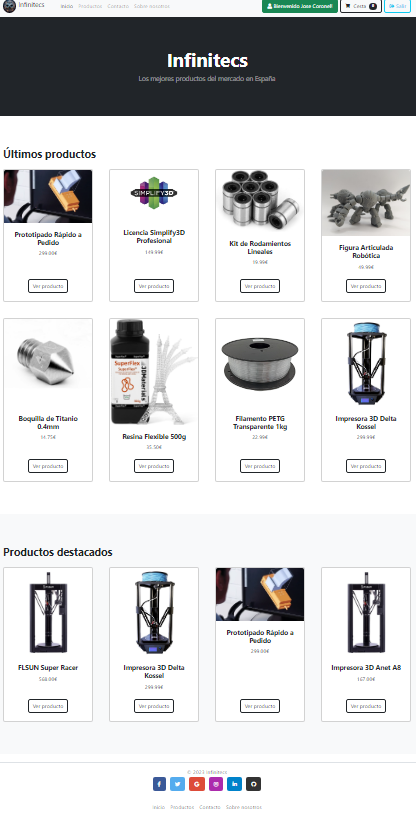 Infinitecs
Inicio Productos Contacto Sobre nosotros
Bienvenido Jose Coronel!
Cesta
Salir
Infinitecs
Los mejores productos del mercado en España
Últimos productos
Prototipado Rápido a
Pedido
299.00€
Ver producto
SIMPLIFY3D
Licencia Simplify3D
Profesional
149.99€
Ver producto
Kit de Rodamientos
Lineales
19.99€
Ver producto
Figura Articulada
Robótica
49.99€
Ver producto
Boquilla de Titanio
0.4mm
14.75€
Ver producto
SuperFlex
3DMaterials
Resina Flexible 500g
35.50€
Ver producto
Filamento PETG
Transparente 1kg
22.99€
Ver producto
Impresora 3D Delta
Kossel
299.99€
Ver producto
Productos destacados
FLSUN Super Racer
568.00€
Ver producto
Impresora 3D Delta
Kossel
299.99€
Ver producto
Prototipado Rápido a
Pedido
299.00€
Ver producto
Impresora 3D Anet A8
167.00€
Ver producto
© 2023 Infinitecs
Inicio Productos Contacto Sobre nosotros